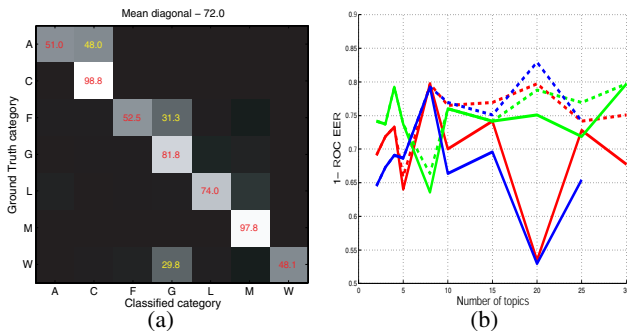 Mean diagonal – 72.0
Ground Truth category
A
C
F
G
L
M
W
51.0 48.0
98.8
52.5 31.3
81.8
74.0
97.8
29.8 48.1
A C F G L M W
Classified category
(a)
1– ROC EER
0.9
0.85
0.8
0.75
0.7
0.65
0.6
0.55
0.5
0 5 10 15 20 25
Number of topics
(b)